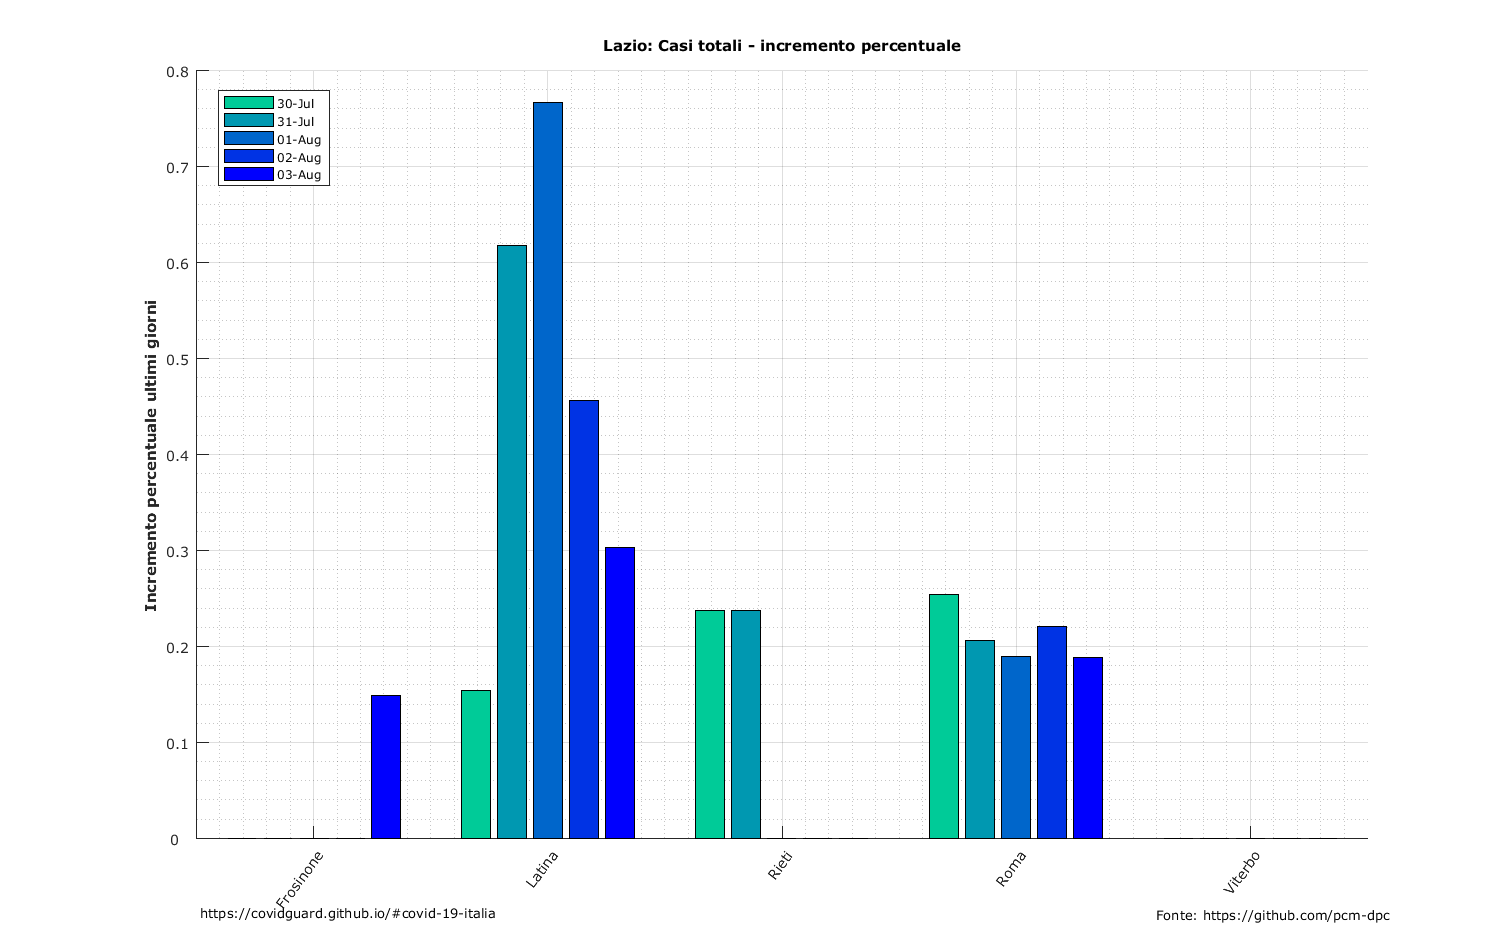 Lazio: Casi totali - incremento percentuale
Incremento percentuale ultimi giorni
0.8
0.7
0.6
0.5
0.4
0.3
0.2
0.1
0
30-Jul
31-Jul
01-Aug
02-Aug
03-Aug
Frosinone
Latina
Rieti
Roma
Viterbo
https://covidguard.github.io/#covid-19-italia
Fonte: https://github.com/pcm-dpc